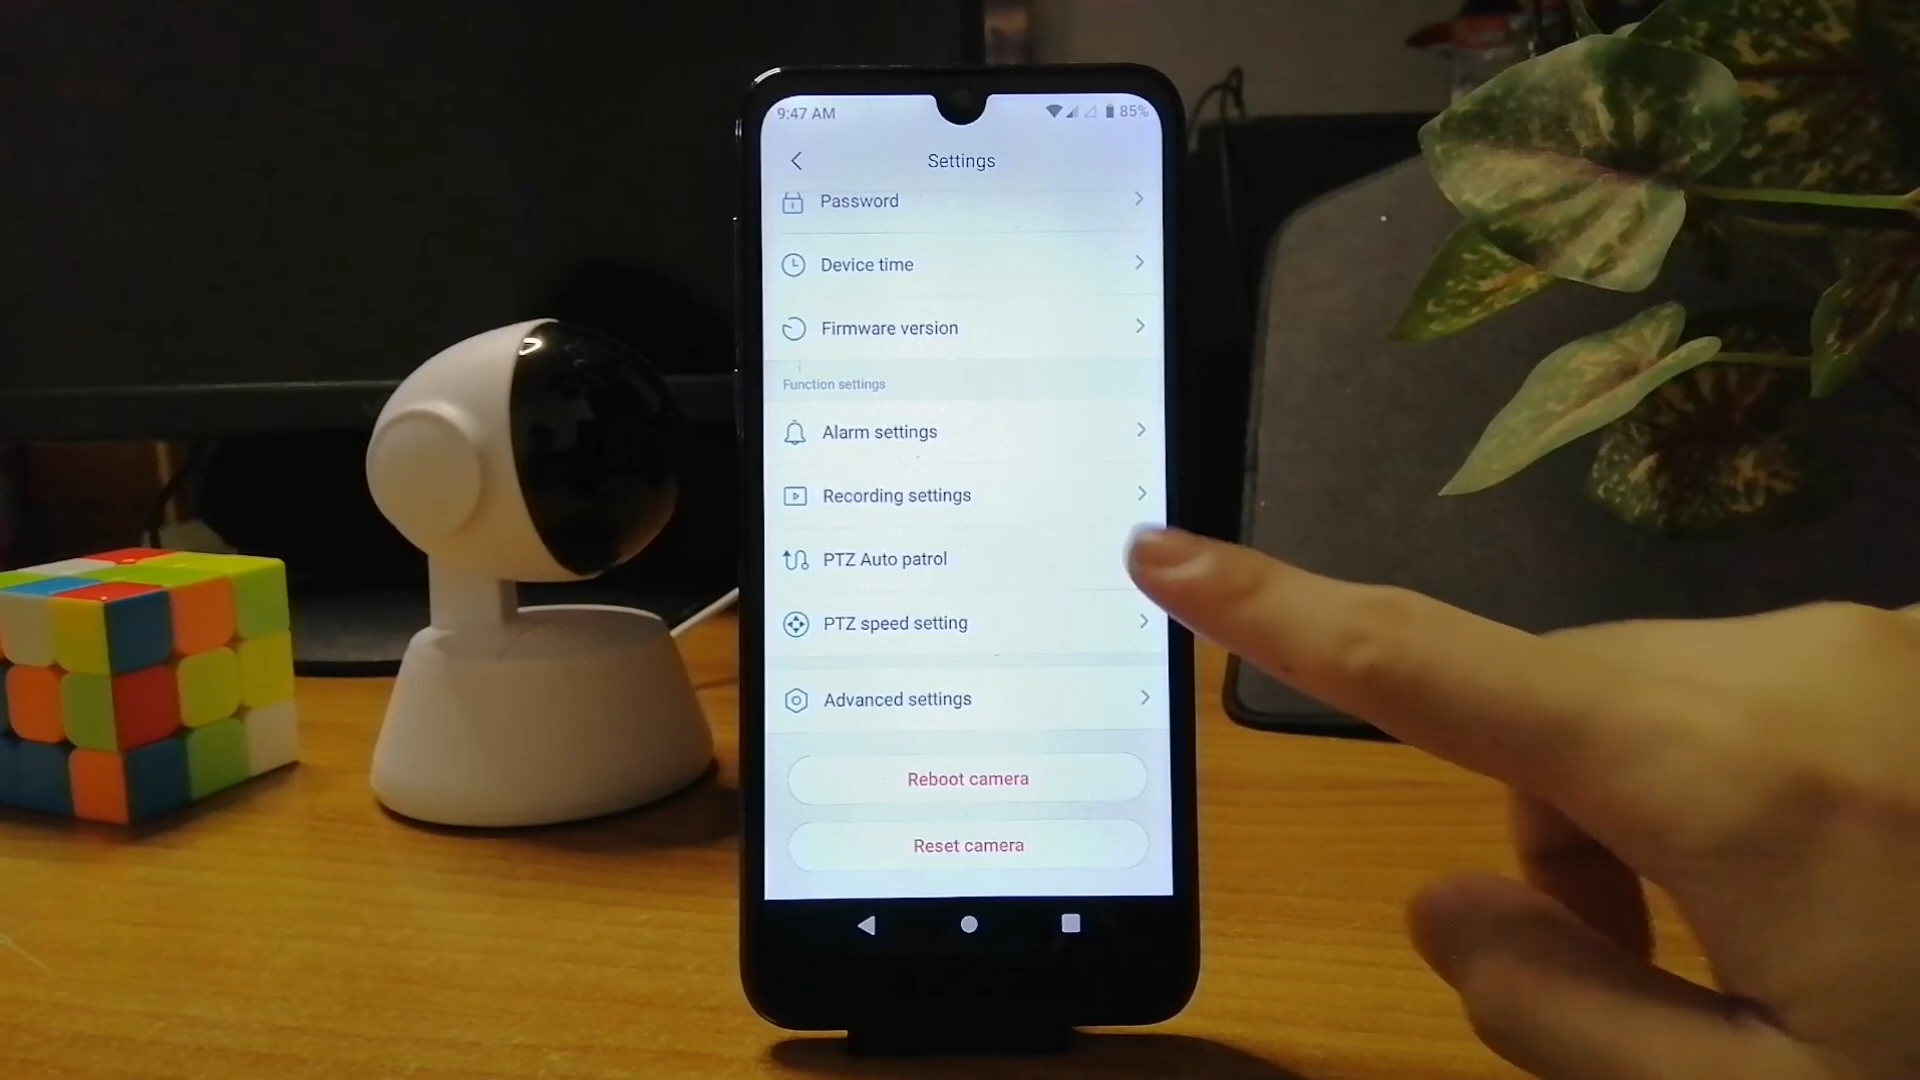 9:47 AM 85%
Settings
Password
Device time
Firmware version
Function settings
Alarm settings
Recording settings
PTZ Auto patrol
PTZ speed setting
Advanced settings
Reboot camera
Reset camera